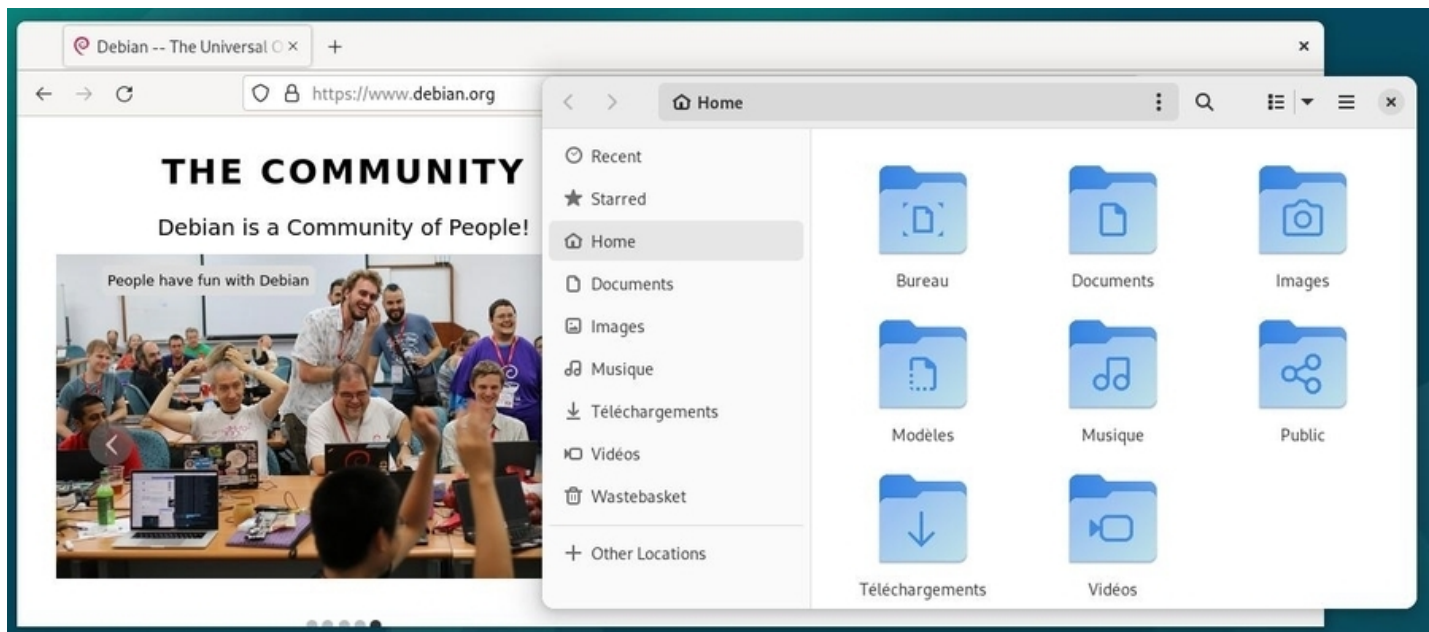 Debian -- The Universal O
https://www.debian.org
THE COMMUNITY
Debian is a Community of People!
People have fun with Debian
Home
Recent
Starred
Home
Documents
Images
Musique
Téléchargements
Vidéos
Wastebasket
Other Locations
Bureau
Documents
Images
Modèles
Musique
Public
Téléchargements
Vidéos